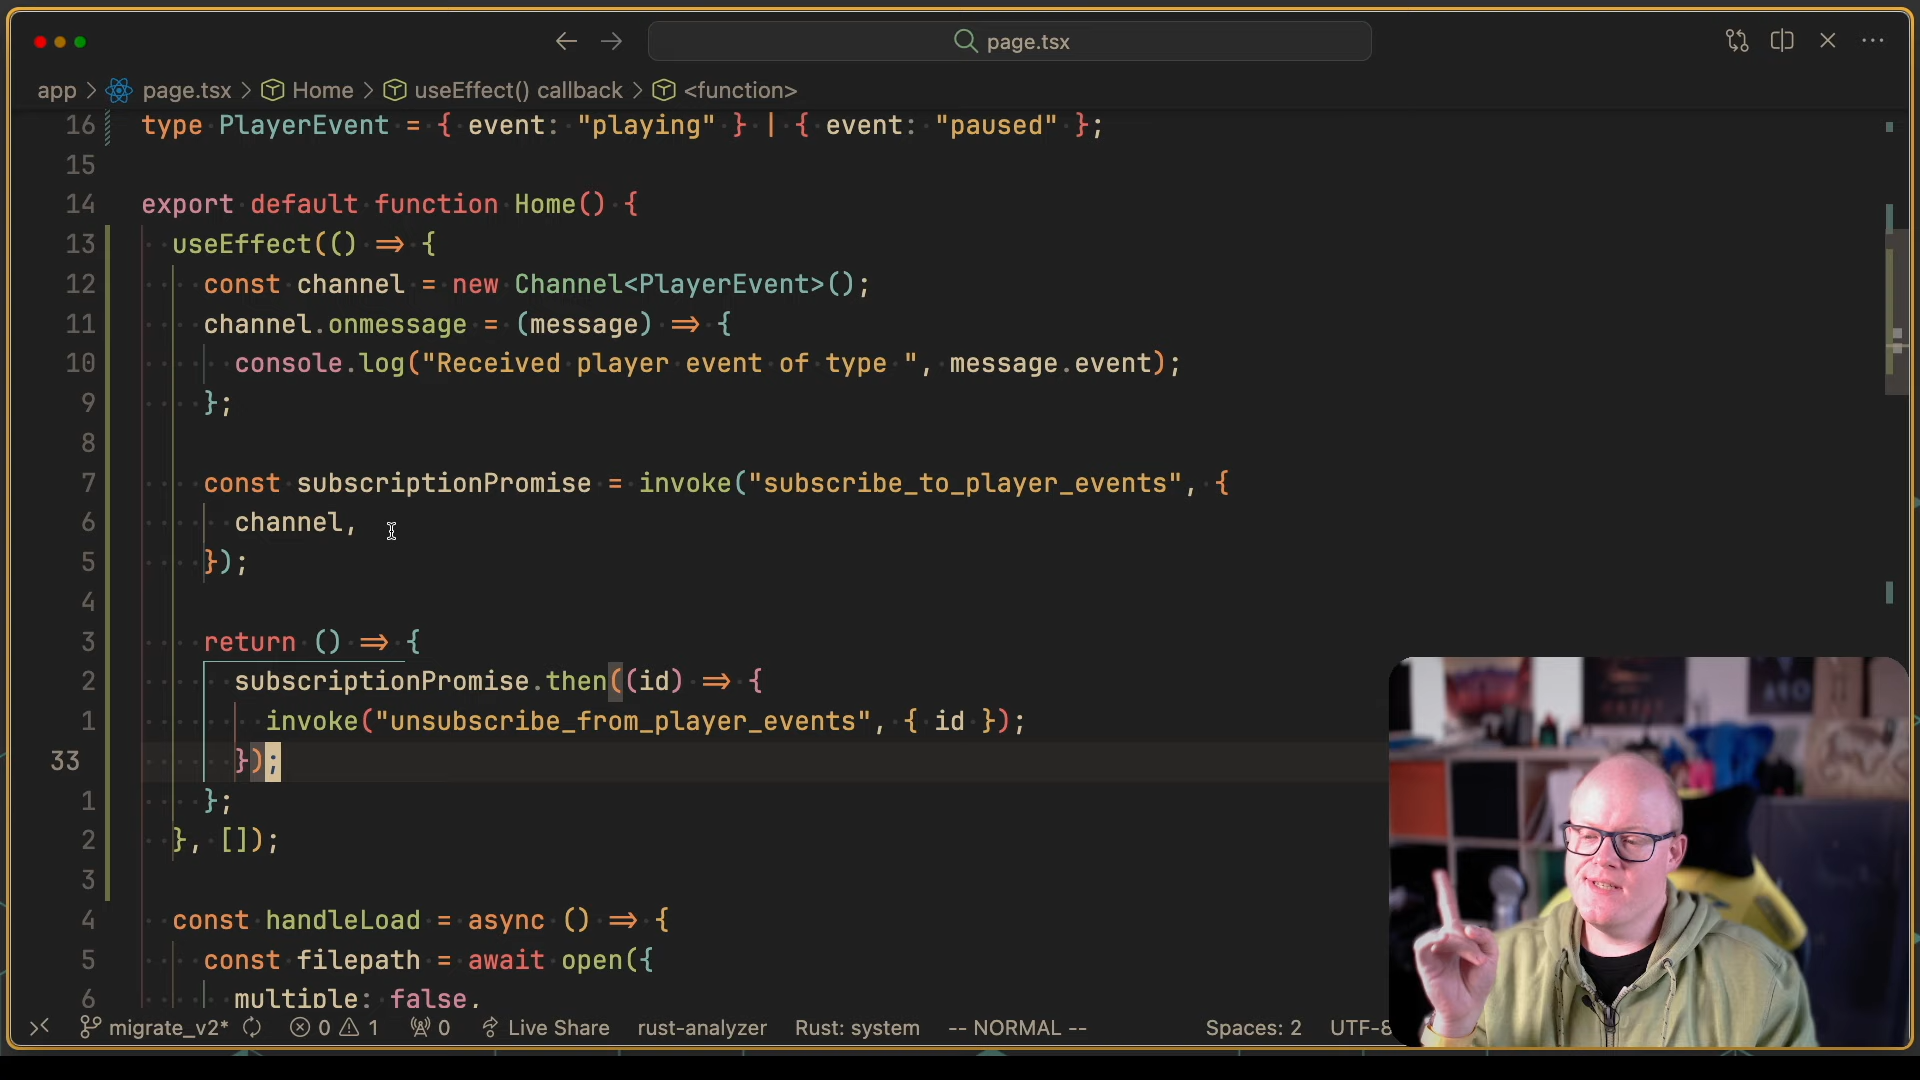 page.tsx
app > page.tsx > Home > useEffect() callback > <function>
16 type PlayerEvent = { event: "playing" } | { event: "paused" };
15
14 export default function Home() {
13 useEffect(() => {
12 const channel = new Channel<PlayerEvent>();
11 channel.onmessage = (message) => {
10 console.log("Received player event of type ", message.event);
9 };
8
7 const subscriptionPromise = invoke("subscribe_to_player_events", {
6 channel,
5 });
4
3 return () => {
2 subscriptionPromise.then((id) => {
1 invoke("unsubscribe_from_player_events", { id });
33 });
1 };
2 }, []);
3
4 const handleLoad = async () => {
5 const filepath = await open({
6 multiple: false,
migrate_v2* 0 1 0 Live Share rust-analyzer Rust: system -- NORMAL -- Spaces: 2 UTF-8